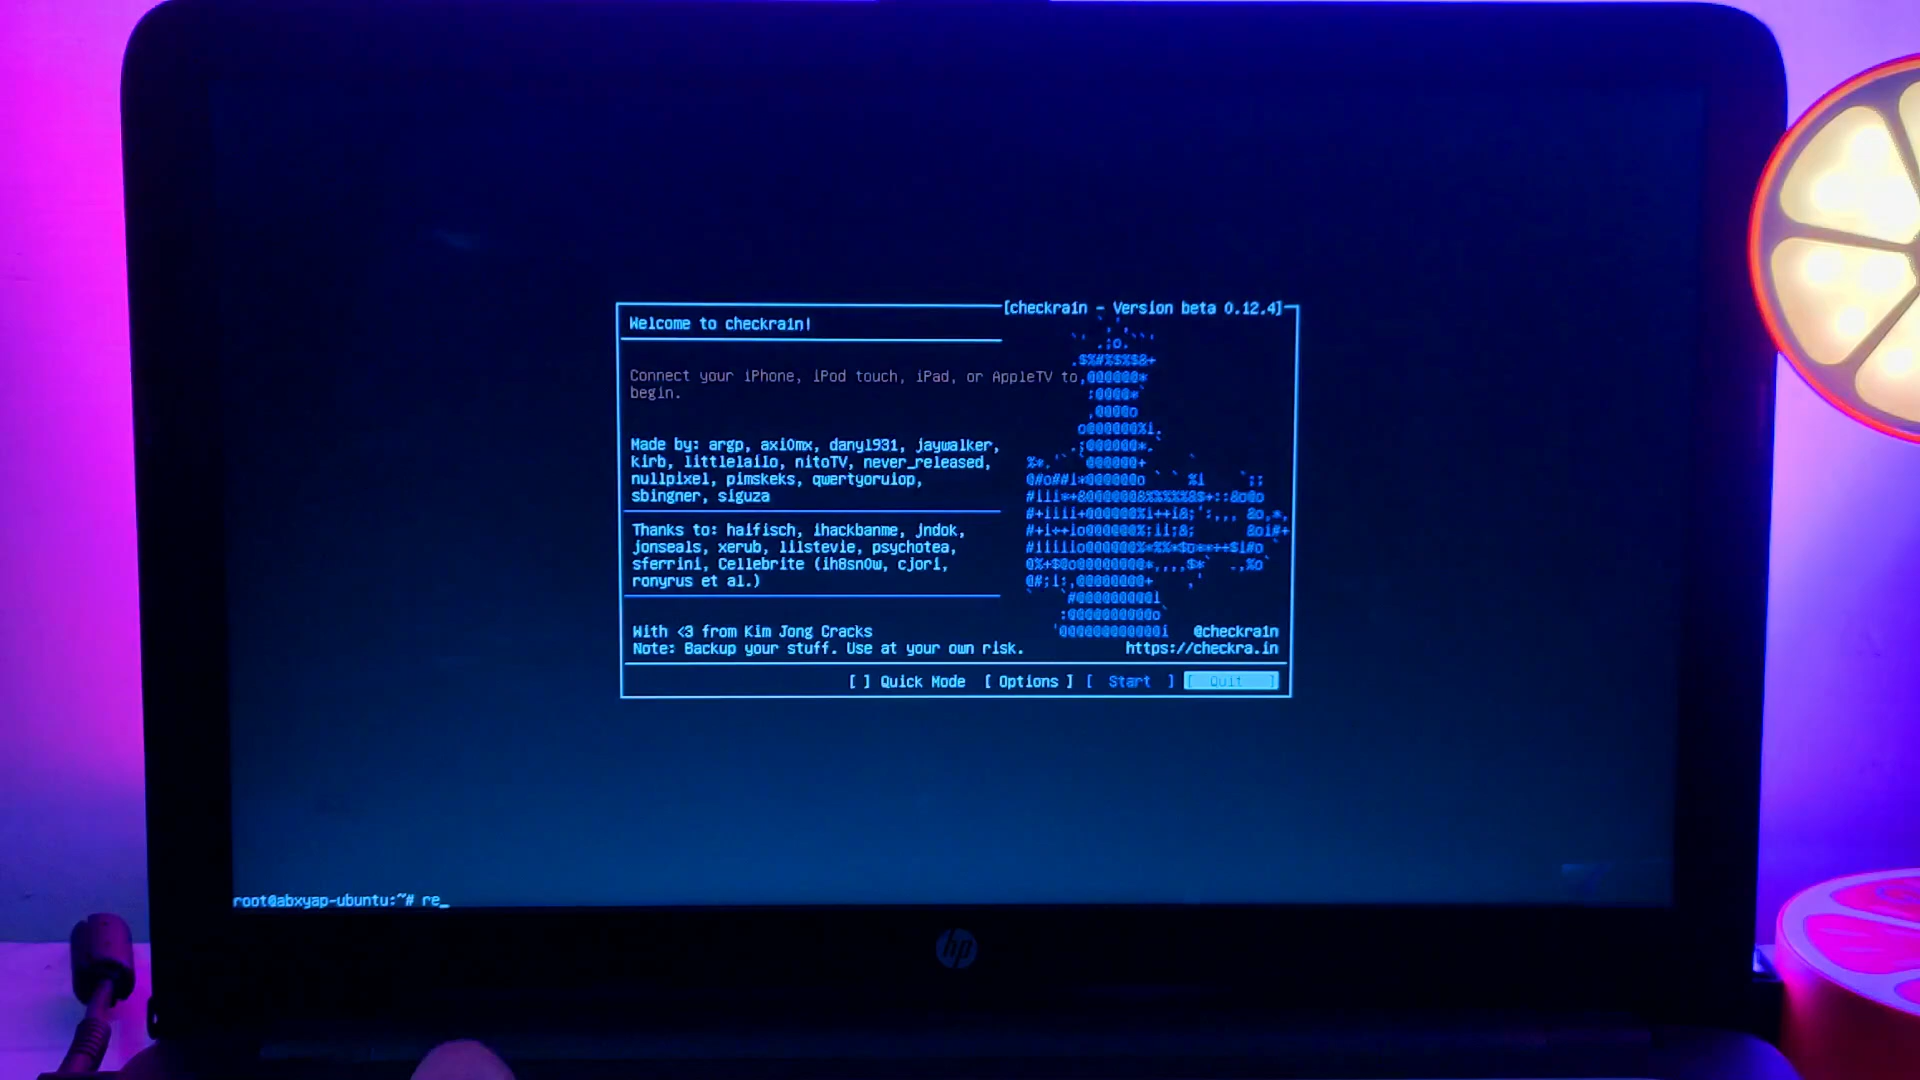 [checkra1n - Version beta 0.12.4]
Welcome to checkra1n!
Connect your iPhone, iPod touch, iPad, or AppleTV to
begin.
Made by: argp, axi0mx, danyl931, jaywalker,
kirb, littlelailo, nitoTV, never_released,
nullpixel, pimskeks, qwertyoruiop,
sbingner, siguza
Thanks to: haifisch, ihackbanme, jndok,
jonseals, xerub, lilstevie, psychotea,
sferrini, Cellebrite (ih8sn0w, cjori,
ronyrus et al.)
With <3 from Kim Jong Cracks
@checkra1n
Note: Backup your stuff. Use at your own risk.
https://checkra.in
[ ] Quick Mode [ Options ] [ Start ] [ Quit ]
root@abxyap-ubuntu:~# re_
hp